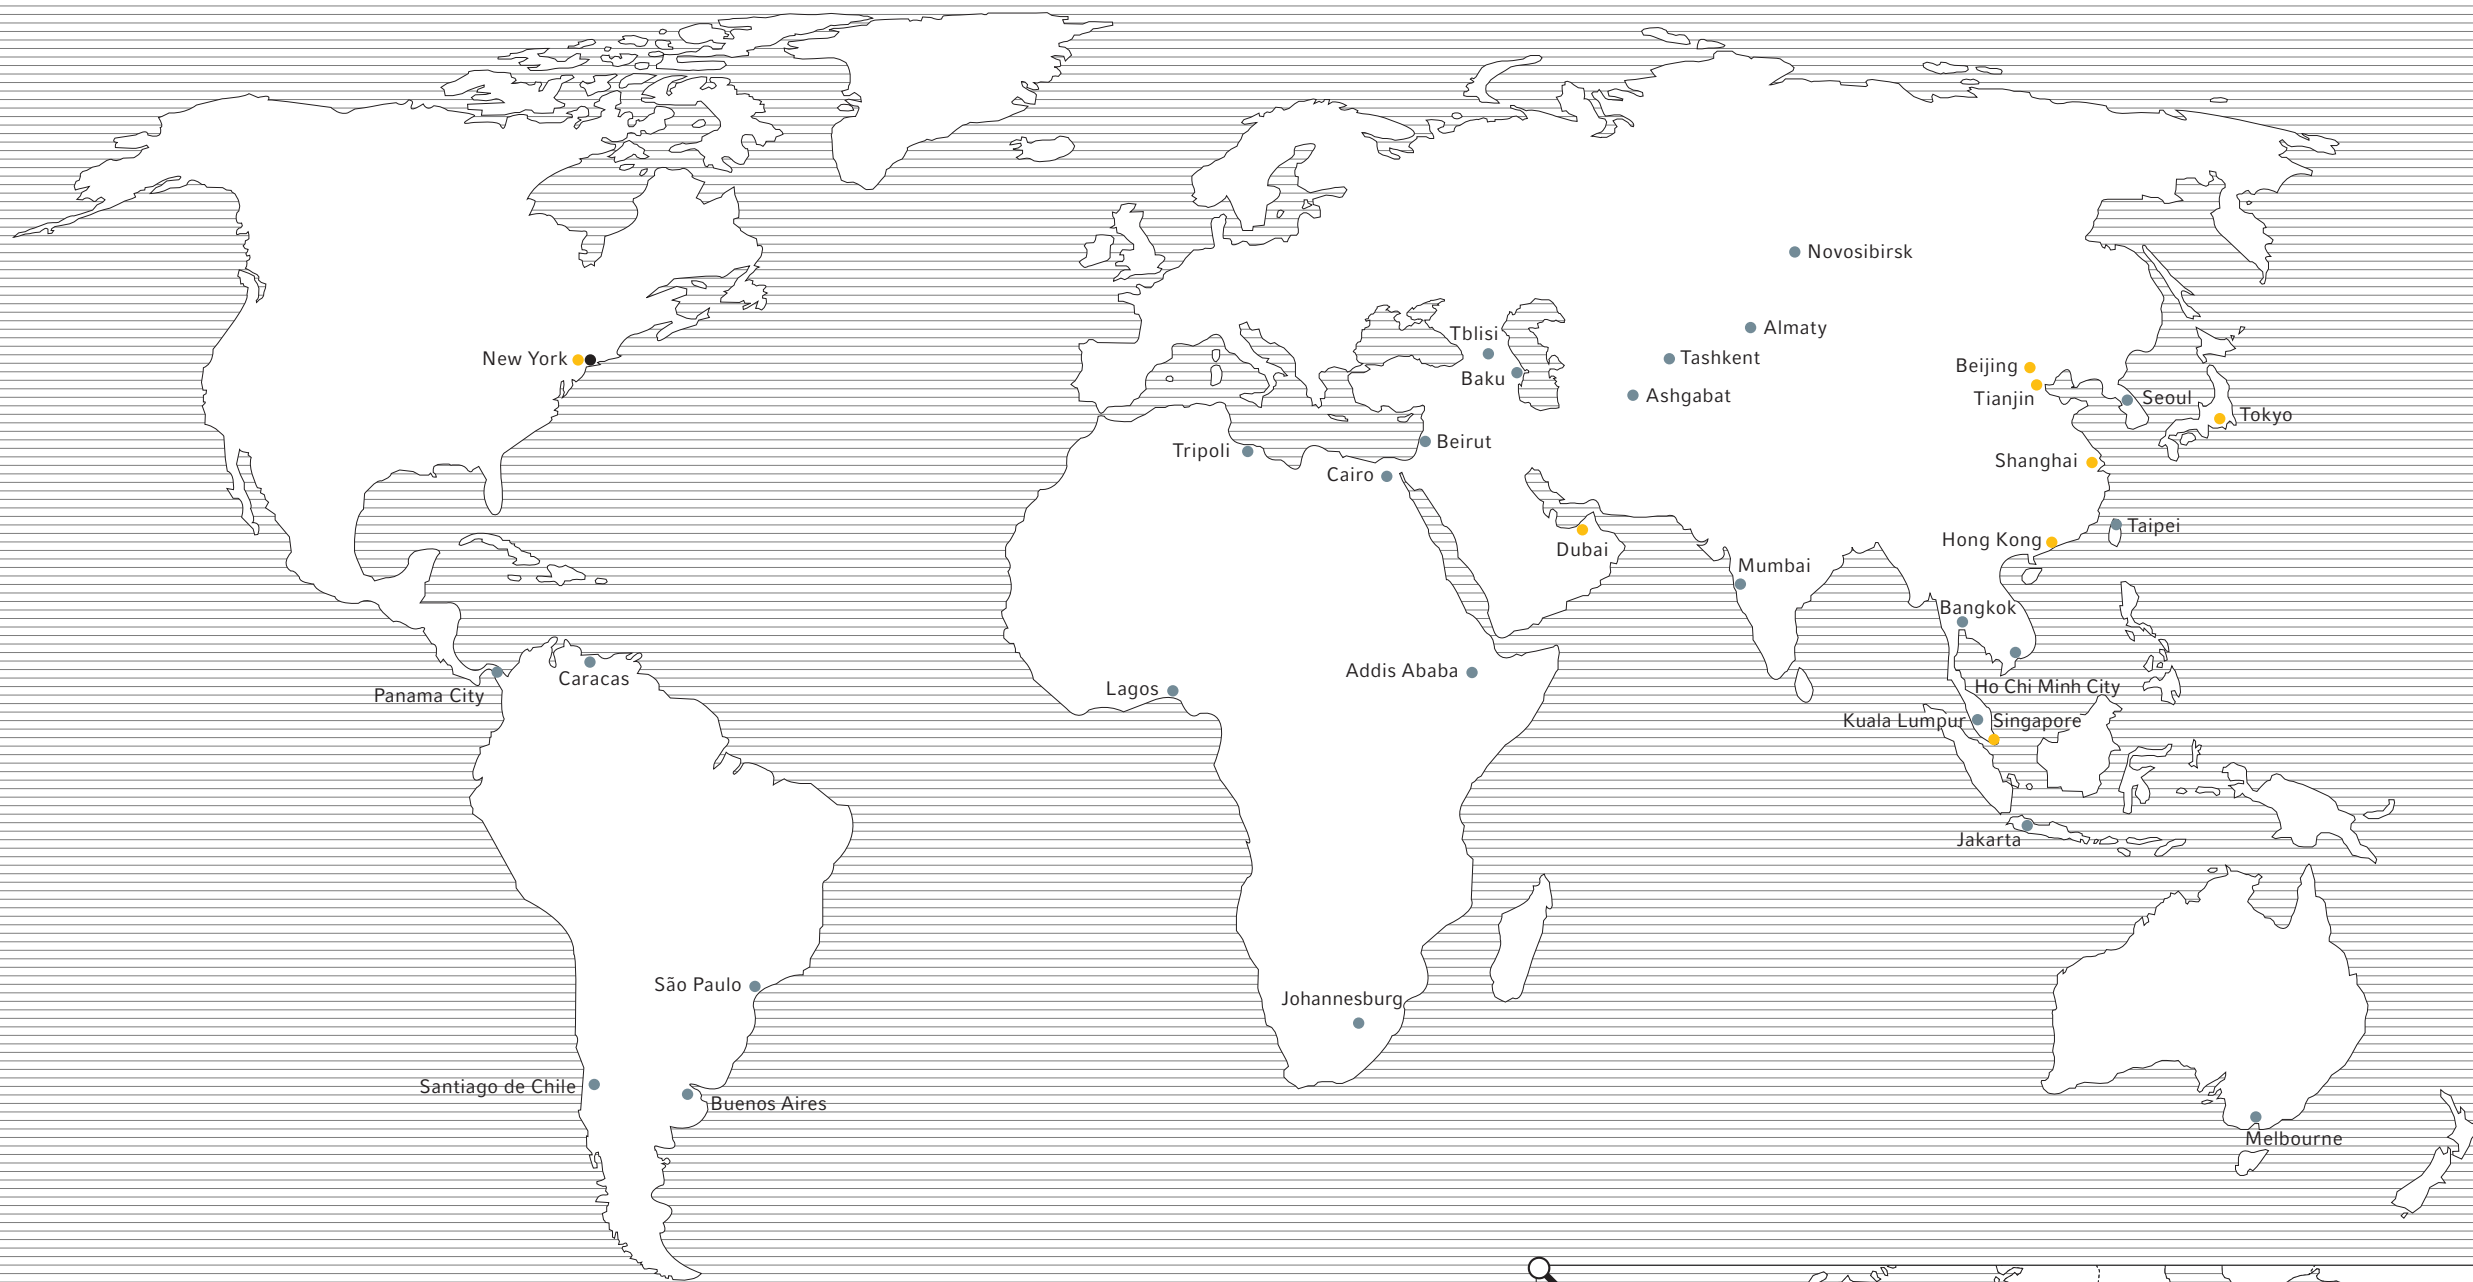 Novosibirsk
Almaty
Tblisi
New York
Tashkent
Beijing
Baku
Ashgabat
Tianjin
Seoul
Tokyo
Beirut
Tripoli
Shanghai
Cairo
Taipei
Hong Kong
Dubai
Mumbai
Bangkok
Addis Ababa
Caracas
Ho Chi Minh City
Lagos
Panama City
Kuala Lumpur
Singapore
Jakarta
São Paulo
Johannesburg
Santiago de Chile
Buenos Aires
Melbourne